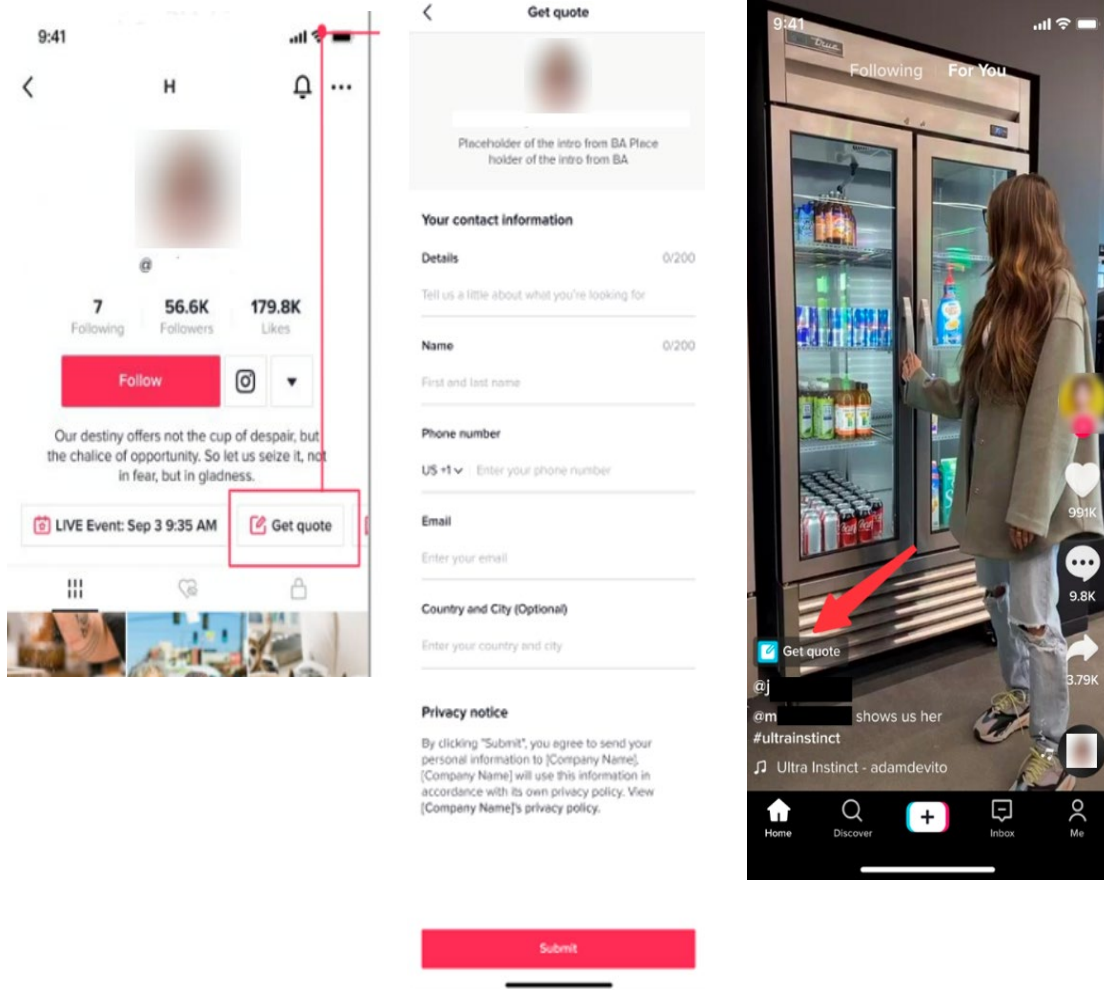 9:41
H
@
7
56.6K
179.8K
Following
Followers
Likes
Follow
Our destiny offers not the cup of despair, but
the chalice of opportunity. So let us seize it, not
in fear, but in gladness.
LIVE Event: Sep 3 9:35 AM
Get quote
Get quote
Placeholder of the intro from BA Place
holder of the intro from BA
Your contact information
Details
0/200
Tell us a little about what you're looking for
Name
0/200
First and last name
Phone number
US +1
Enter your phone number
Email
Enter your email
Country and City (Optional)
Enter your country and city
Privacy notice
By clicking "Submit", you agree to send your
personal information to [Company Name].
[Company Name] will use this information in
accordance with its own privacy policy. View
[Company Name]'s privacy policy.
Submit
9:41
True
Following
For You
991K
9.8K
3.79K
Get quote
@j
@m shows us her
#ultrainstinct
Ultra Instinct - adamdevito
Home
Discover
Inbox
Me